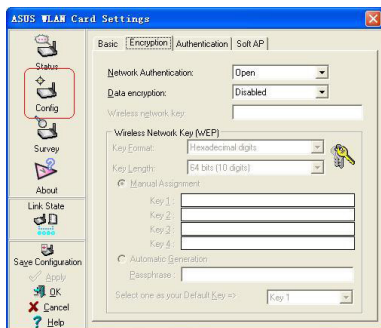 ASUS WLAN Card Settings
Status
Config
Survey
About
Link State
Save Configuration
Apply
OK
Cancel
Help
Basic Encryption Authentication Soft AP
Network Authentication: Open
Data encryption: Disabled
Wireless network key:
Wireless Network Key (WEP)
Key Format: Hexadecimal digits
Key Length: 64 bits (10 digits)
Manual Assignment
Key 1 :
Key 2 :
Key 3 :
Key 4 :
Automatic Generation
Passphrase :
Select one as your Default Key => Key 1